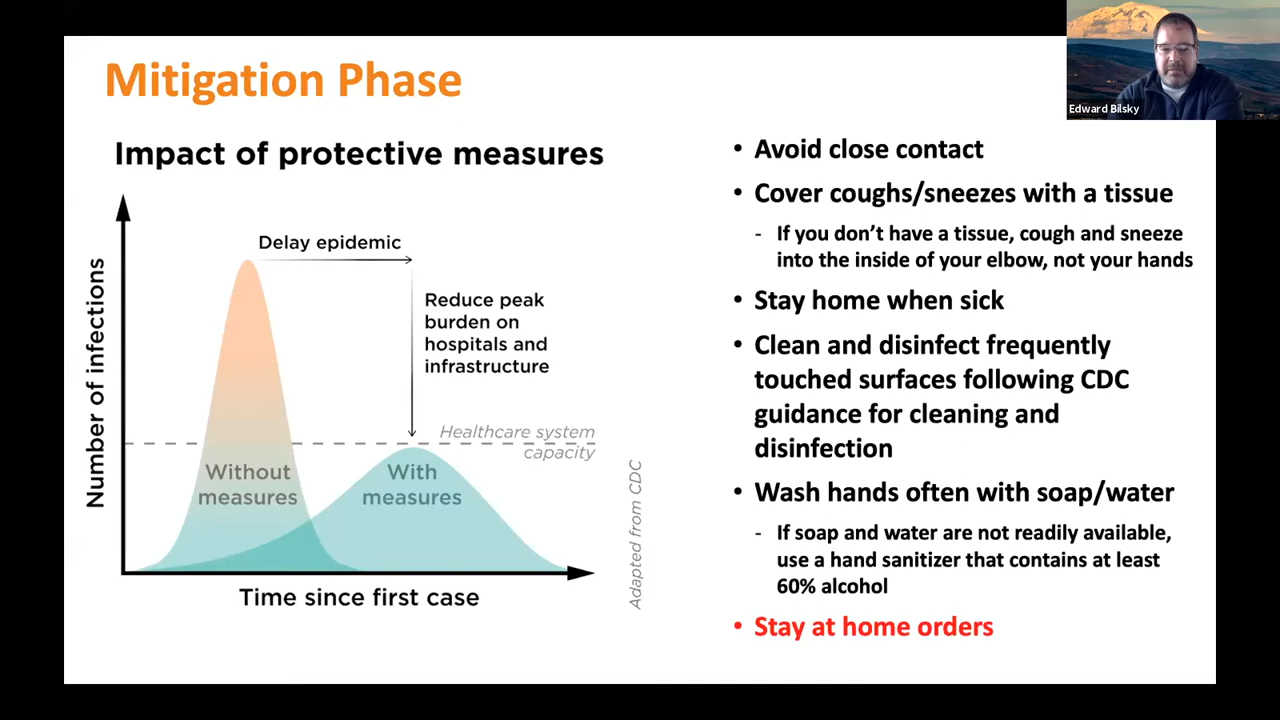 Mitigation Phase
Impact of protective measures
Number of infections
Delay epidemic
Reduce peak
burden on
hospitals and
infrastructure
Healthcare system
capacity
Without
measures
With
measures
Time since first case
Adapted from CDC
Edward Bilsky
• Avoid close contact
• Cover coughs/sneezes with a tissue
- If you don’t have a tissue, cough and sneeze
into the inside of your elbow, not your hands
• Stay home when sick
• Clean and disinfect frequently
touched surfaces following CDC
guidance for cleaning and
disinfection
• Wash hands often with soap/water
- If soap and water are not readily available,
use a hand sanitizer that contains at least
60% alcohol
• Stay at home orders